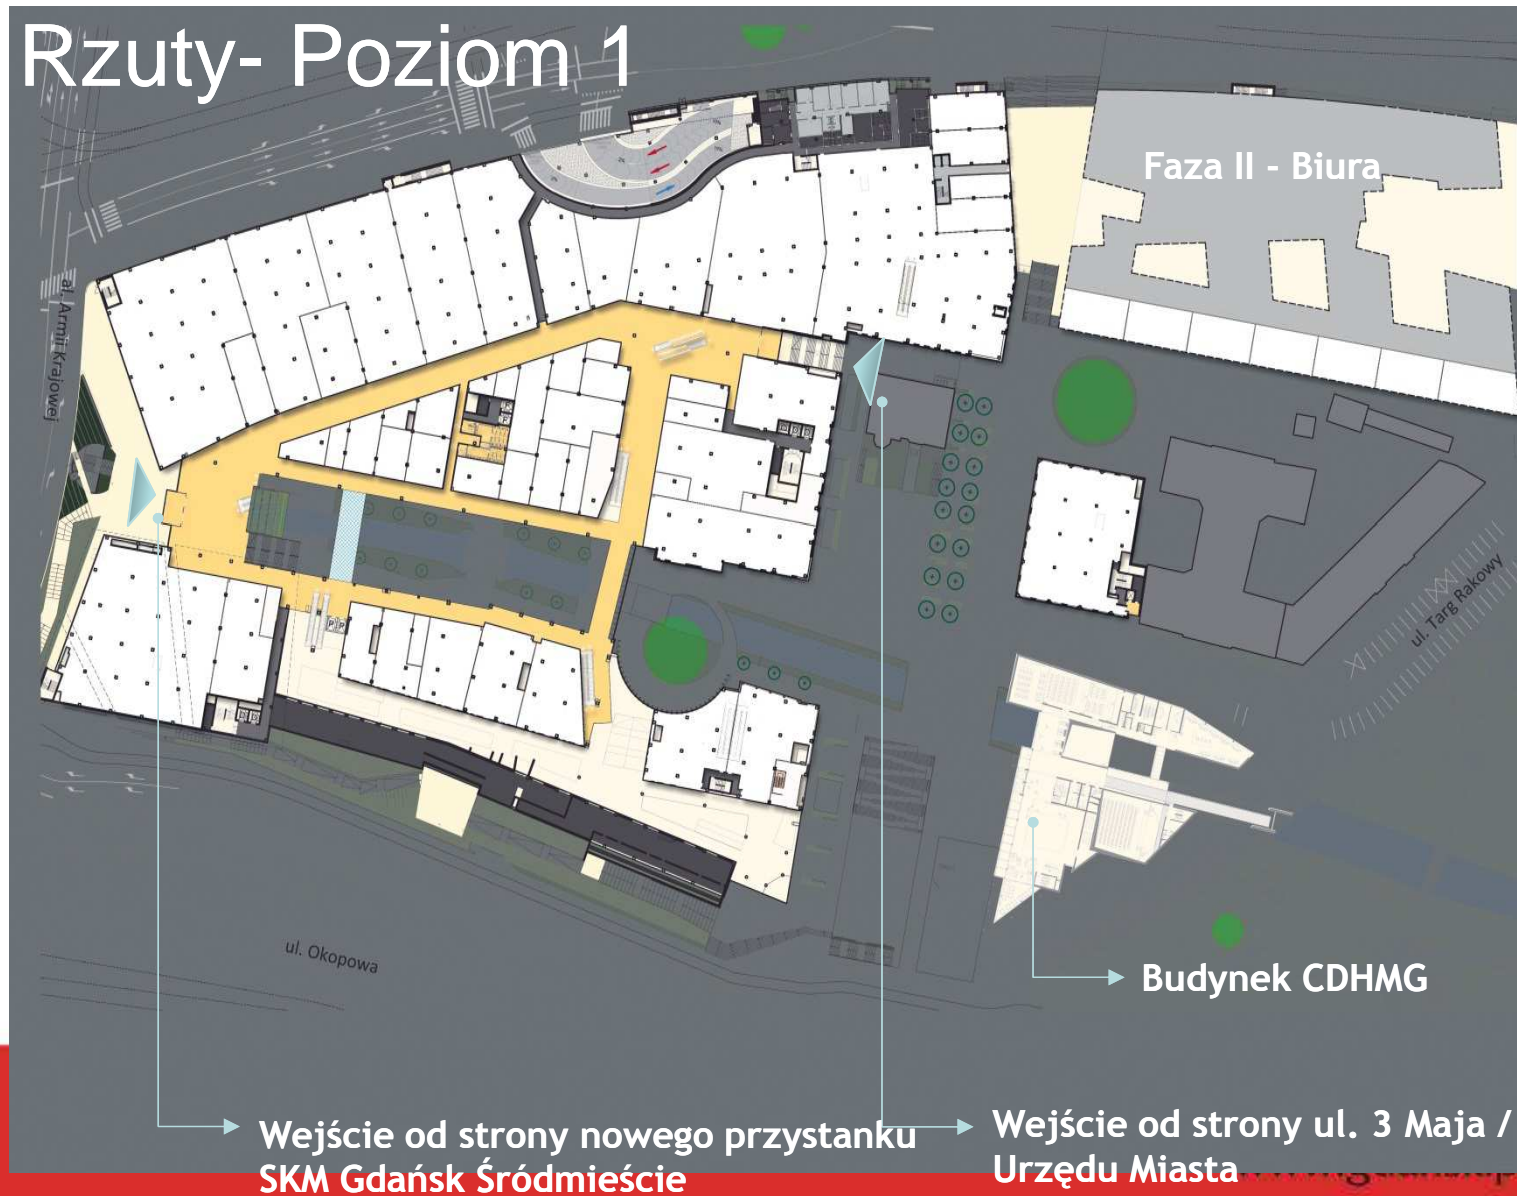 Rzuty- Poziom 1
Faza II - Biura
al. Armii Krajowej
ul. Targ Rakowy
ul. Okopowa
Budynek CDHMG
Wejście od strony nowego przystanku
SKM Gdańsk Śródmieście
Wejście od strony ul. 3 Maja /
Urzędu Miasta